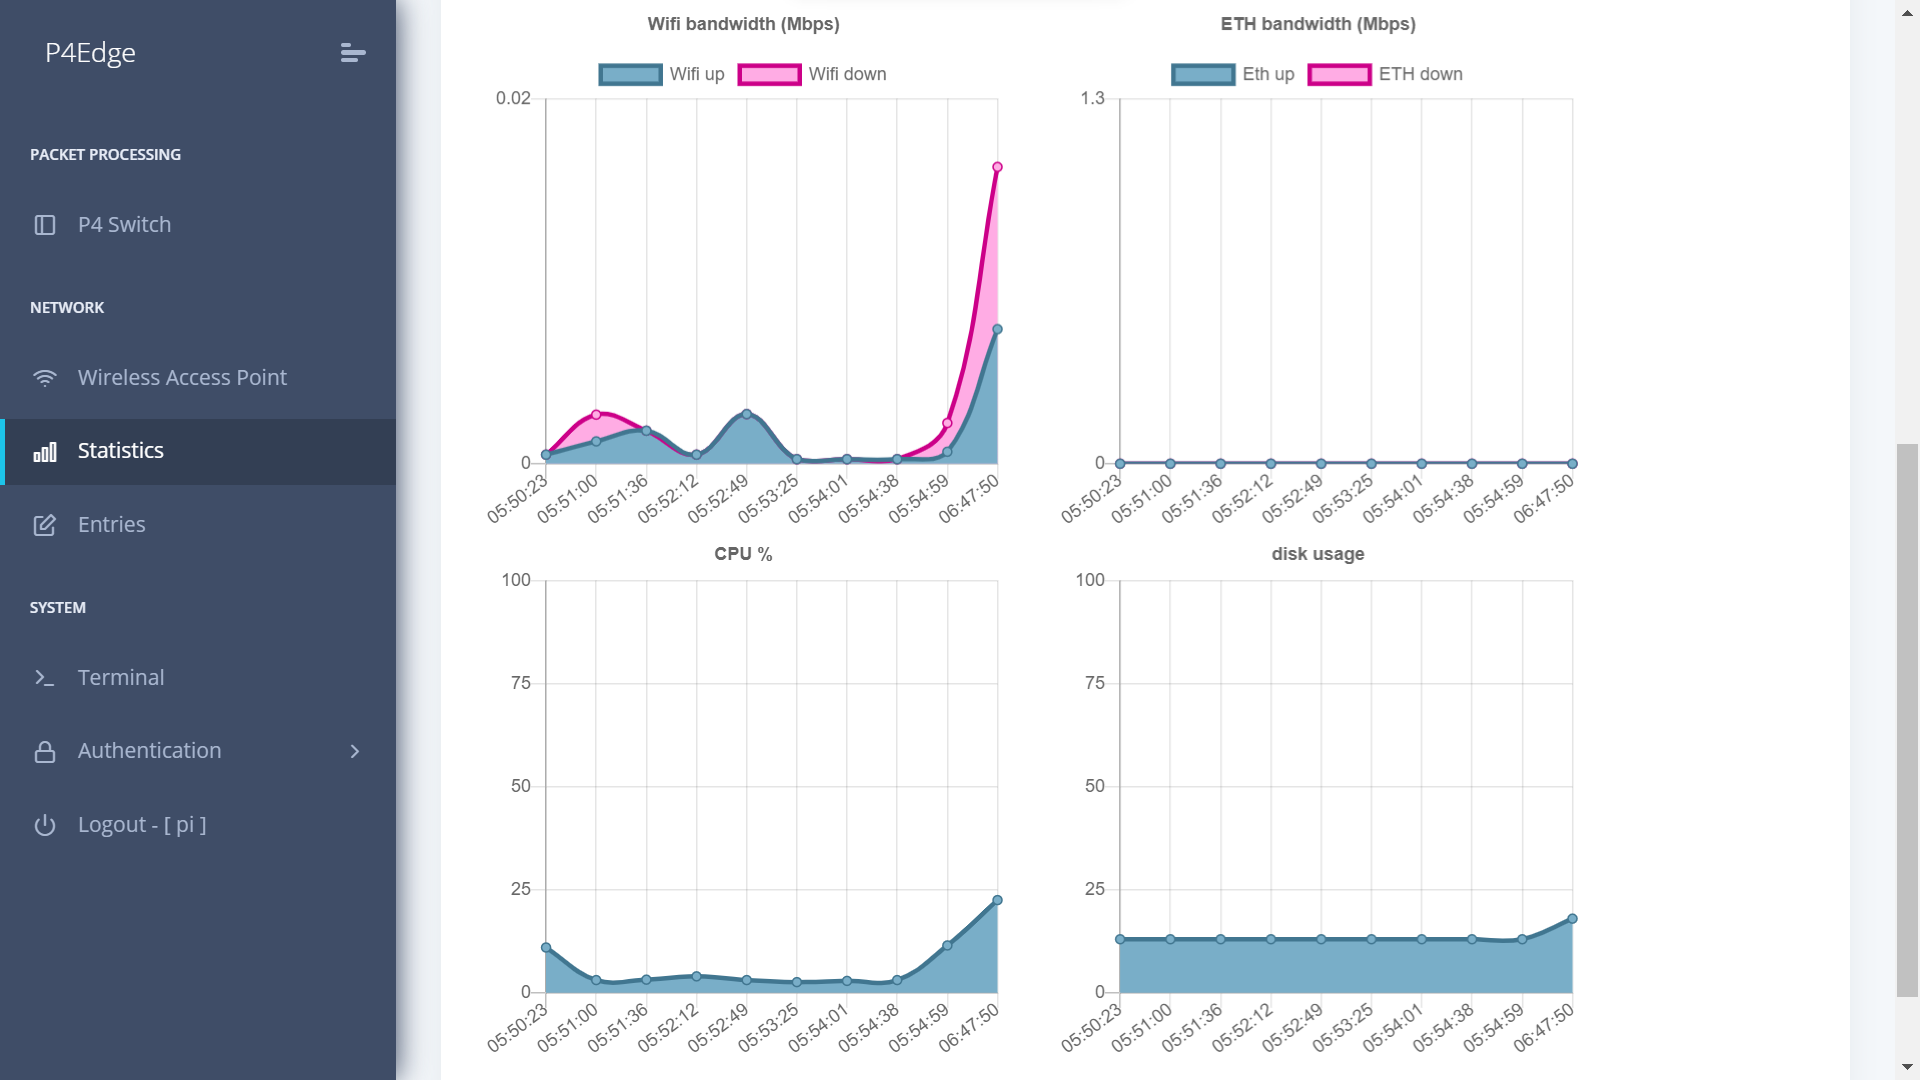 P4Edge
PACKET PROCESSING
P4 Switch
NETWORK
Wireless Access Point
Statistics
Entries
SYSTEM
Terminal
Authentication
Logout - [ pi ]
Wifi bandwidth (Mbps)
Wifi up Wifi down
0.02
0
05:50:23 05:51:00 05:51:36 05:52:12 05:52:49 05:53:25 05:54:01 05:54:38 05:54:59 06:47:50
ETH bandwidth (Mbps)
Eth up ETH down
1.3
0
05:50:23 05:51:00 05:51:36 05:52:12 05:52:49 05:53:25 05:54:01 05:54:38 05:54:59 06:47:50
CPU %
100
75
50
25
0
05:50:23 05:51:00 05:51:36 05:52:12 05:52:49 05:53:25 05:54:01 05:54:38 05:54:59 06:47:50
disk usage
100
75
50
25
0
05:50:23 05:51:00 05:51:36 05:52:12 05:52:49 05:53:25 05:54:01 05:54:38 05:54:59 06:47:50